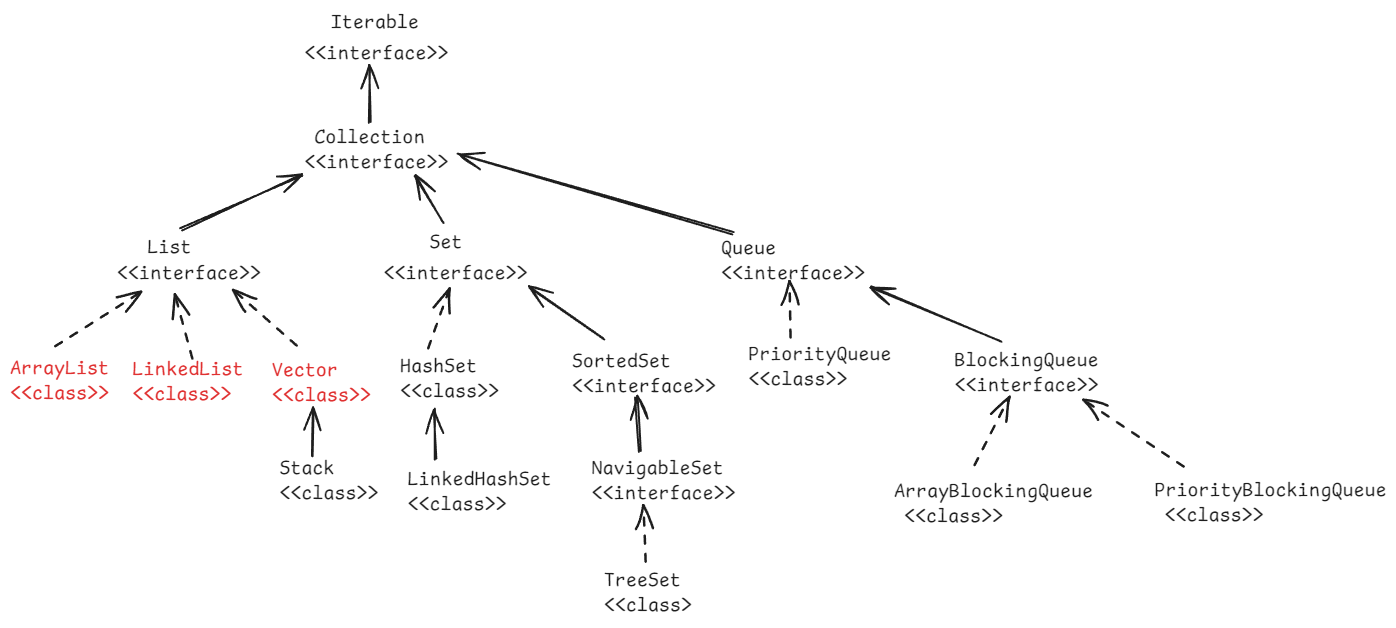 Iterable
<<interface>>
Collection
<<interface>>
List
<<interface>>
Set
<<interface>>
Queue
<<interface>>
ArrayList
<<class>>
LinkedList
<<class>>
Vector
<<class>>
HashSet
<<class>>
SortedSet
<<interface>>
PriorityQueue
<<class>>
BlockingQueue
<<interface>>
Stack
<<class>>
LinkedHashSet
<<class>>
NavigableSet
<<interface>>
ArrayBlockingQueue
<<class>>
PriorityBlockingQueue
<<class>>
TreeSet
<<class>